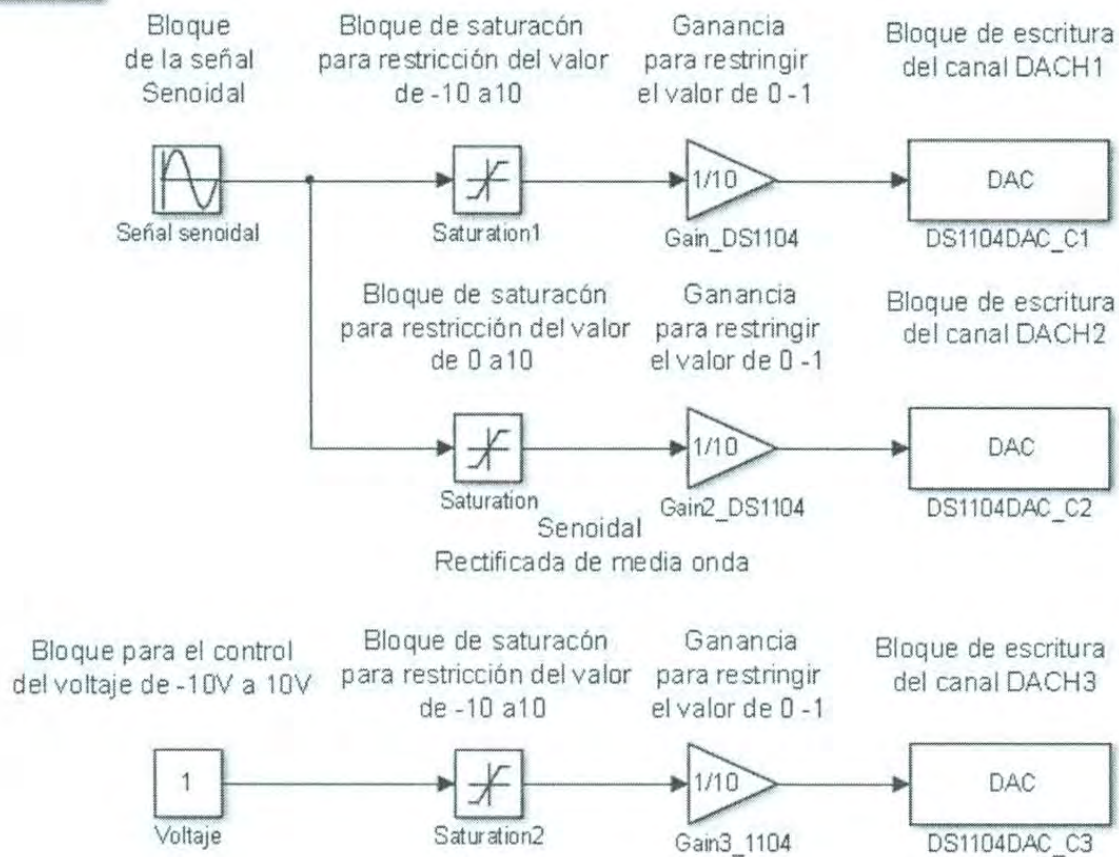 Bloque
de la señal
Senoidal
Bloque de saturacón
para restricción del valor
de -10 a10
Ganancia
para restringir
el valor de 0 -1
Bloque de escritura
del canal DACH1
Señal senoidal
Saturation1
1/10
Gain_DS1104
DAC
DS1104DAC_C1
Bloque de saturacón
para restricción del valor
de 0 a10
Ganancia
para restringir
el valor de 0 -1
Bloque de escritura
del canal DACH2
Saturation
1/10
Gain2_DS1104
DAC
DS1104DAC_C2
Senoidal
Rectificada de media onda
Bloque para el control
del voltaje de -10V a 10V
Bloque de saturacón
para restricción del valor
de -10 a10
Ganancia
para restringir
el valor de 0 -1
Bloque de escritura
del canal DACH3
1
Voltaje
Saturation2
1/10
Gain3_1104
DAC
DS1104DAC_C3